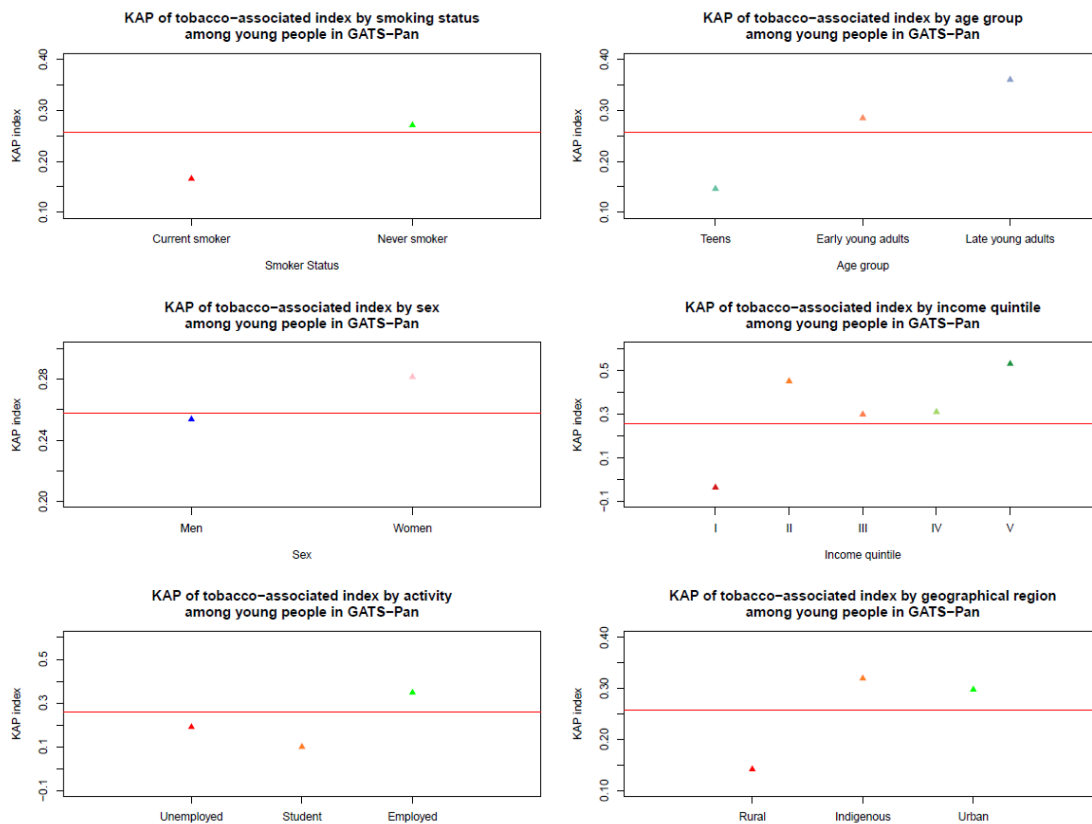 KAP of tobacco−associated index by smoking status
among young people in GATS−Pan
KAP index
0.40
0.30
0.20
0.10
Current smoker
Never smoker
Smoker Status
KAP of tobacco−associated index by age group
among young people in GATS−Pan
KAP index
0.40
0.30
0.20
0.10
Teens
Early young adults
Late young adults
Age group
KAP of tobacco−associated index by sex
among young people in GATS−Pan
KAP index
0.28
0.24
0.20
Men
Women
Sex
KAP of tobacco−associated index by income quintile
among young people in GATS−Pan
KAP index
0.5
0.3
0.1
−0.1
I
II
III
IV
V
Income quintile
KAP of tobacco−associated index by activity
among young people in GATS−Pan
KAP index
0.5
0.3
0.1
−0.1
Unemployed
Student
Employed
KAP of tobacco−associated index by geographical region
among young people in GATS−Pan
KAP index
0.40
0.30
0.20
0.10
Rural
Indigenous
Urban